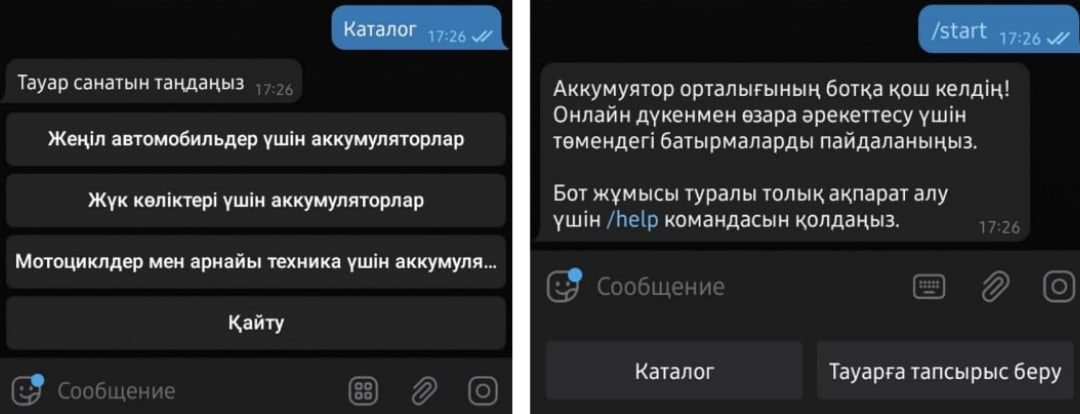 Каталог 17:26
Тауар санатын таңдаңыз 17:26
Жеңіл автомобильдер үшін аккумуляторлар
Жүк көліктері үшін аккумуляторлар
Мотоциклдер мен арнайы техника үшін аккумуля...
Қайту
Сообщение
/start 17:26
Аккумуятор орталығының ботқа қош келдің!
Онлайн дүкенмен өзара әрекеттесу үшін
төмендегі батырмаларды пайдаланыңыз.
Бот жұмысы туралы толық ақпарат алу
үшін /help командасын қолдаңыз.
17:26
Сообщение
Каталог
Тауарға тапсырыс беру